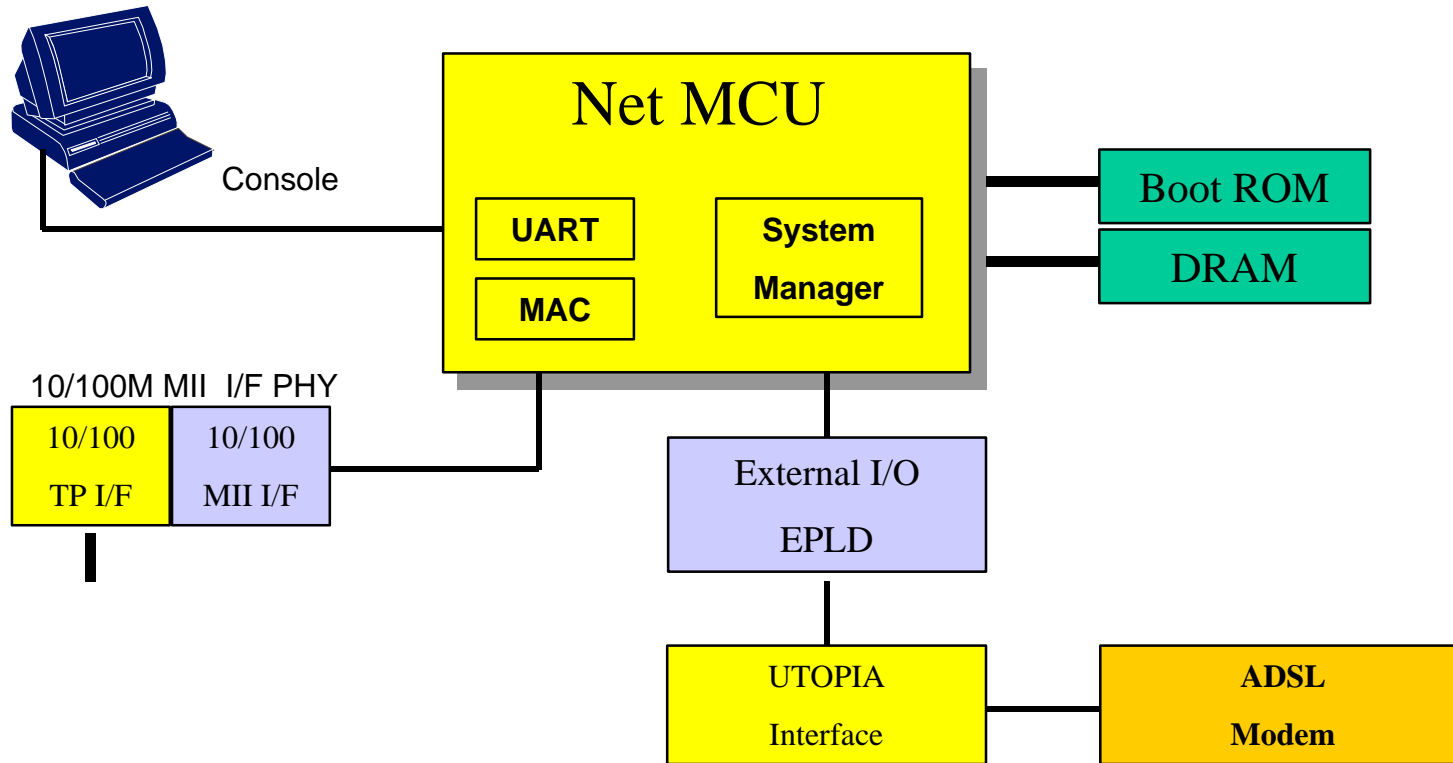 Net MCU
Console
UART
MAC
System
Manager
Boot ROM
DRAM
10/100M MII I/F PHY
10/100
TP I/F
10/100
MII I/F
External I/O
EPLD
UTOPIA
Interface
ADSL
Modem